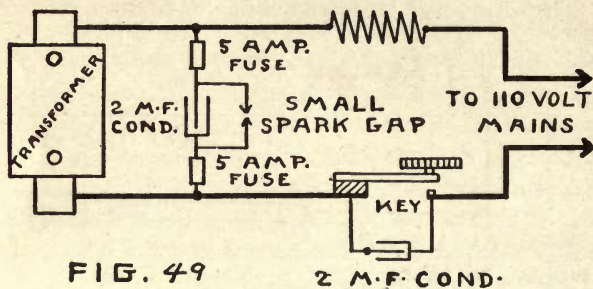 TRANSFORMER
5 AMP.
FUSE
2 M.F.
COND.
SMALL
SPARK GAP
5 AMP.
FUSE
TO 110 VOLT
MAINS
KEY
FIG. 49
2 M.F. COND.